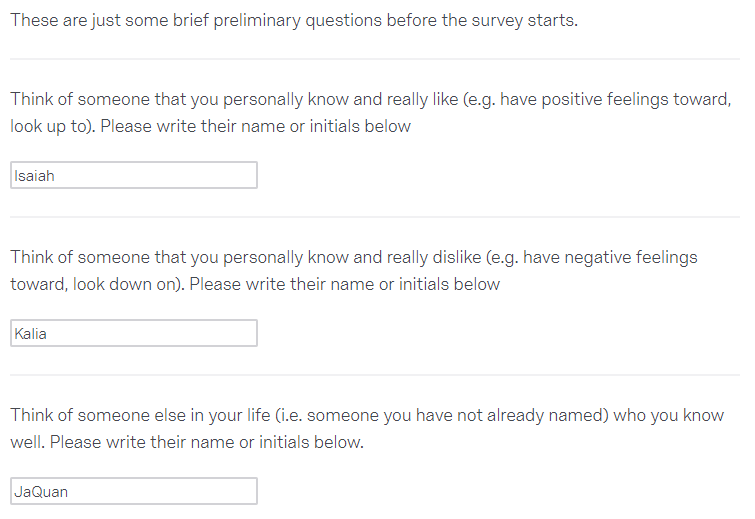 These are just some brief preliminary questions before the survey starts.
Think of someone that you personally know and really like (e.g. have positive feelings toward,
look up to). Please write their name or initials below
Isaiah
Think of someone that you personally know and really dislike (e.g. have negative feelings
toward, look down on). Please write their name or initials below
Kalia
Think of someone else in your life (i.e. someone you have not already named) who you know
well. Please write their name or initials below.
JaQuan